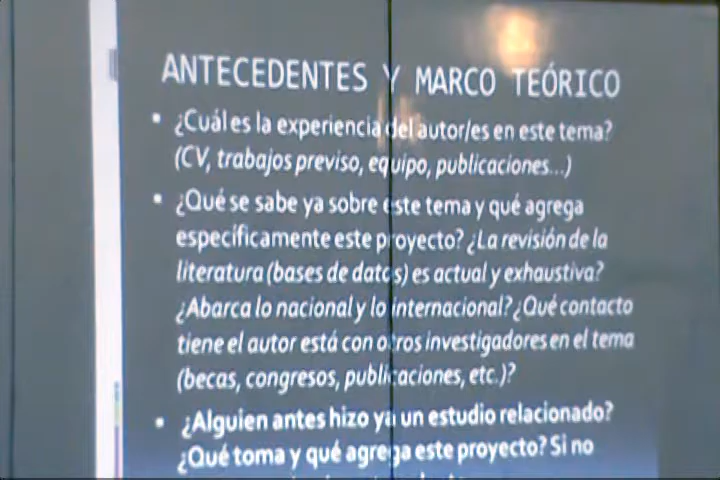 ANTECEDENTES Y MARCO TEÓRICO
• ¿Cuál es la experiencia del autor/es en este tema?
(CV, trabajos previso, equipo, publicaciones...)
• ¿Qué se sabe ya sobre este tema y qué agrega
específicamente este proyecto? ¿La revisión de la
literatura (bases de datos) es actual y exhaustiva?
¿Abarca lo nacional y lo internacional? ¿Qué contacto
tiene el autor está con otros investigadores en el tema
(becas, congresos, publicaciones, etc.)?
• ¿Alguien antes hizo ya un estudio relacionado?
¿Qué toma y qué agrega este proyecto? Si no